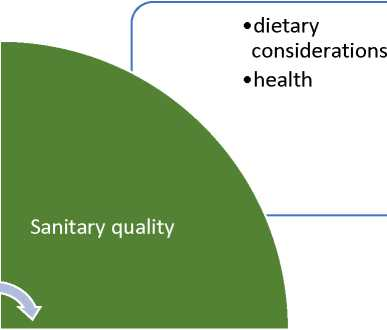 •dietary
considerations
•health
Sanitary quality